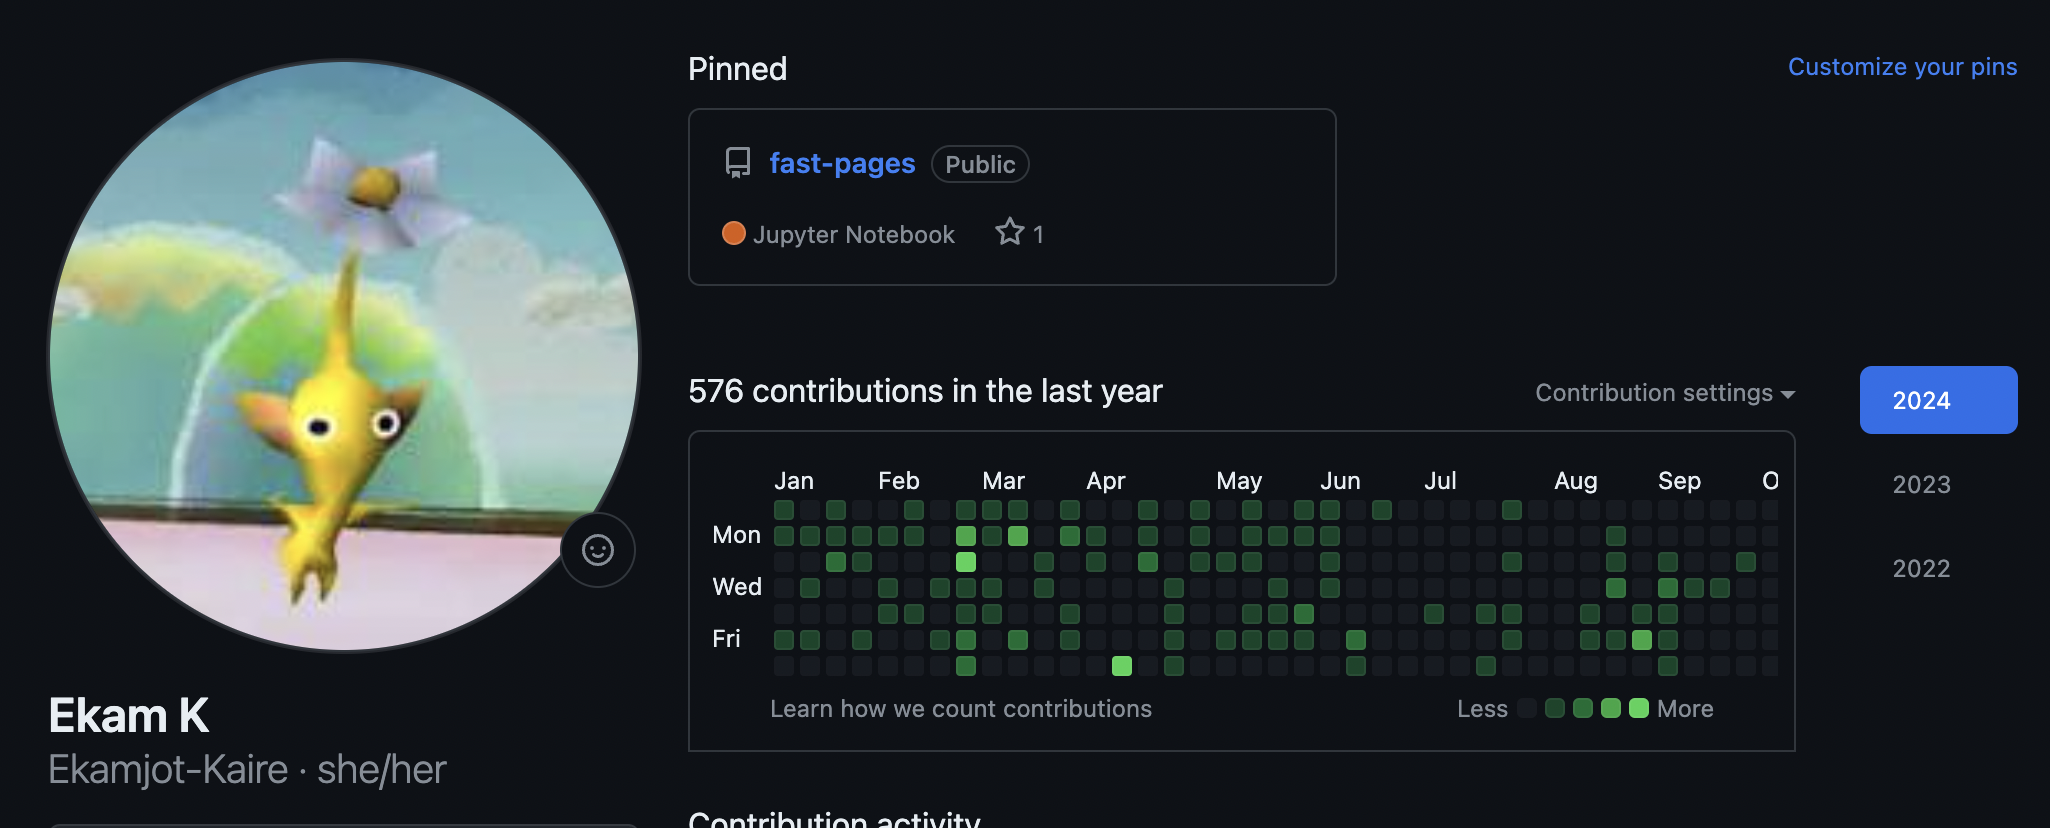 Pinned
Customize your pins
fast-pages Public
Jupyter Notebook 1
576 contributions in the last year
Contribution settings
2024
2023
2022
Jan Feb Mar Apr May Jun Jul Aug Sep O
Mon
Wed
Fri
Learn how we count contributions
Less More
Ekam K
Ekamjot-Kaire · she/her
Contribution activity